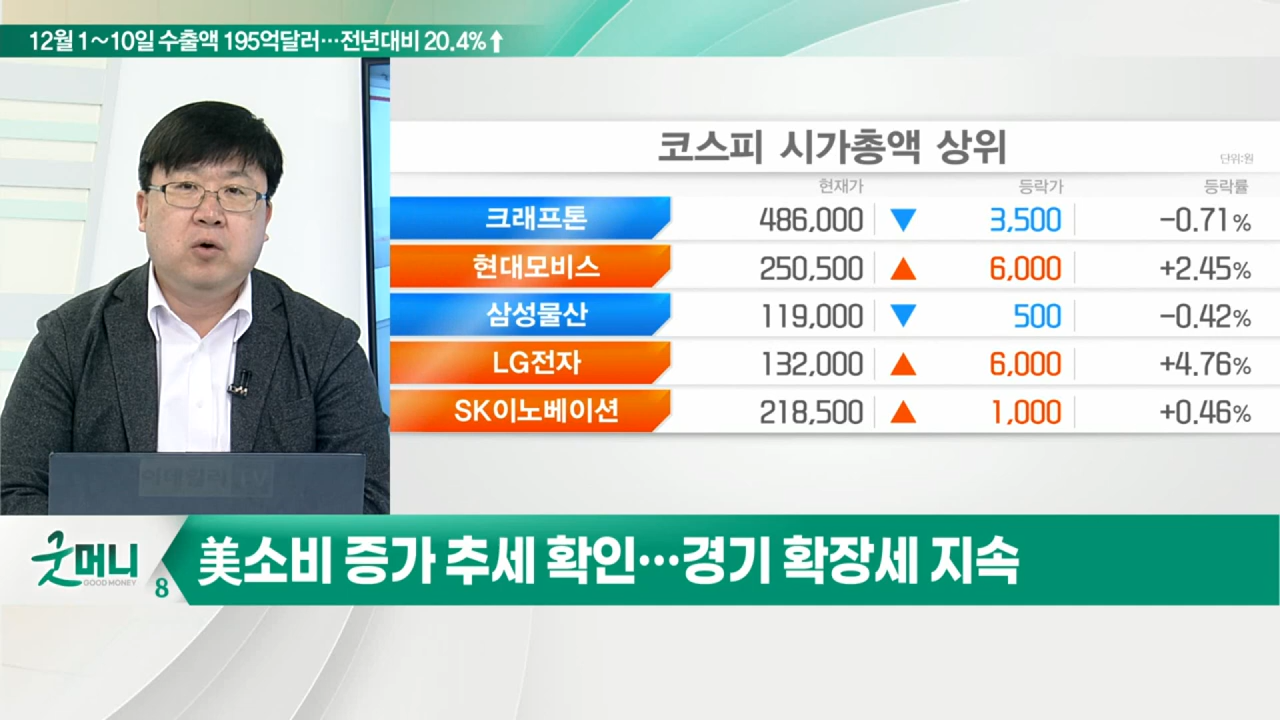 12월 1~10일 수출액 195억달러…전년대비 20.4%↑
코스피 시가총액 상위
단위:원
현재가 등락가 등락률
크래프톤 486,000 ▼ 3,500 -0.71%
현대모비스 250,500 ▲ 6,000 +2.45%
삼성물산 119,000 ▼ 500 -0.42%
LG전자 132,000 ▲ 6,000 +4.76%
SK이노베이션 218,500 ▲ 1,000 +0.46%
이데일리 TV
굿머니
GOOD MONEY
8
美소비 증가 추세 확인…경기 확장세 지속